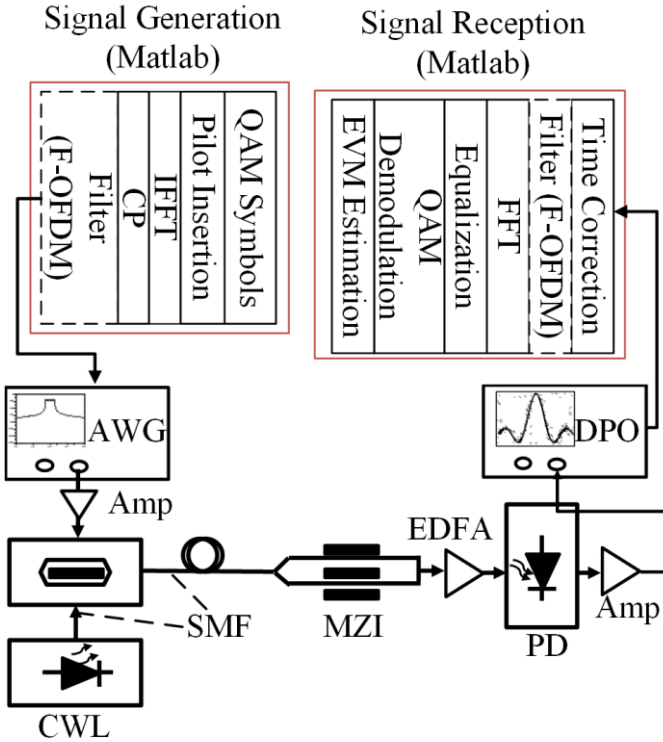 Signal Generation
(Matlab)
Signal Reception
(Matlab)
QAM Symbols
Pilot Insertion
IFFT
CP
Filter
(F-OFDM)
Time Correction
Filter (F-OFDM)
FFT
Equalization
QAM
Demodulation
EVM Estimation
AWG
DPO
Amp
EDFA
SMF
MZI
PD
Amp
CWL